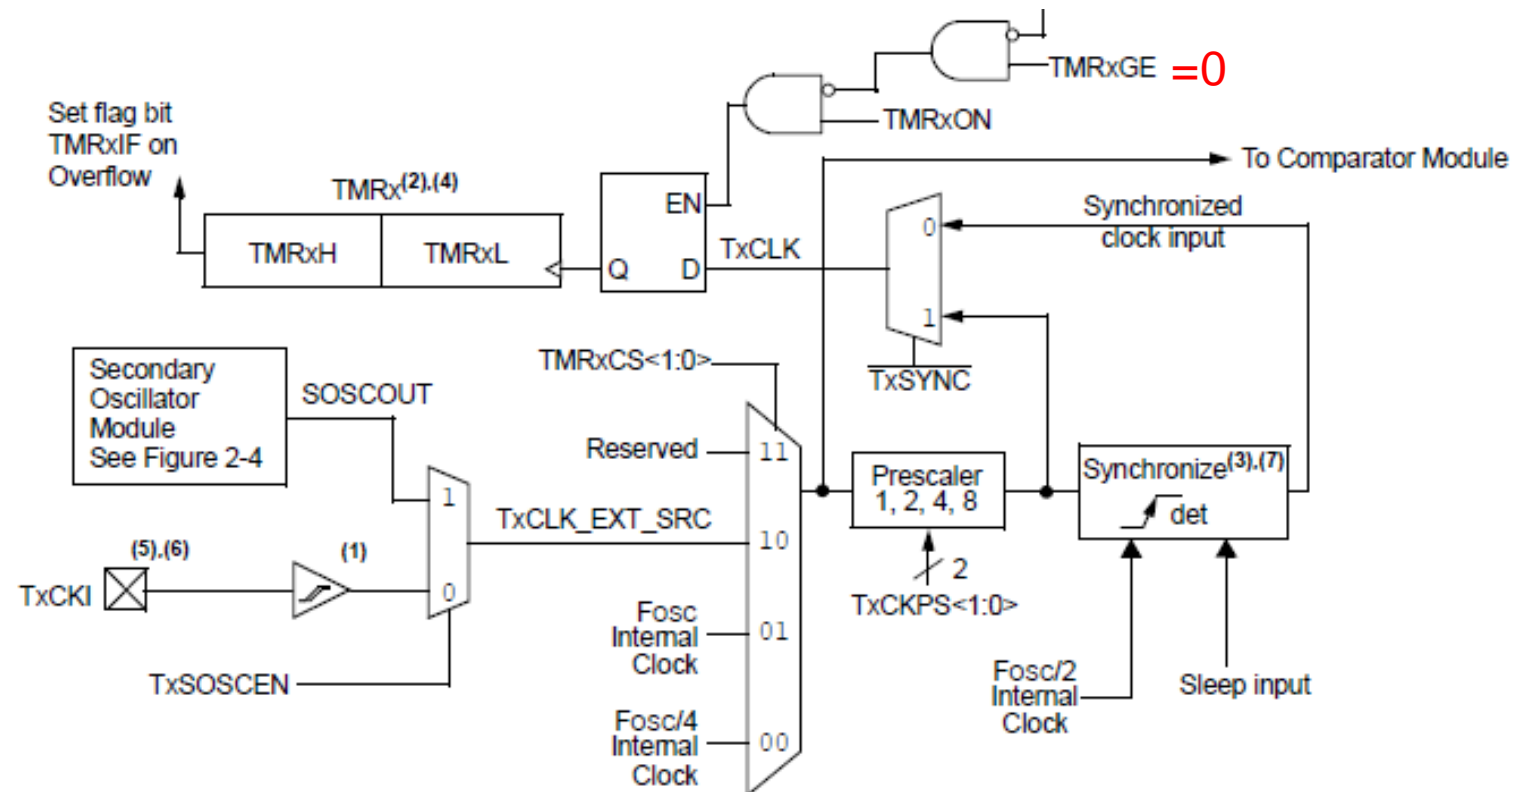 TMRxGE =0
TMRxON
Set flag bit
TMRxIF on
Overflow
To Comparator Module
TMRx(2),(4)
EN
TMRxH
TMRxL
Q
D
TxCLK
0
1
Synchronized
clock input
TxSYNC
TMRxCS<1:0>
Secondary
Oscillator
Module
See Figure 2-4
SOSCOUT
Reserved
11
1
0
TxCLK_EXT_SRC
10
Prescaler
1, 2, 4, 8
Synchronize(3),(7)
det
(5),(6)
(1)
TxCKI
2
TxCKPS<1:0>
Fosc
Internal
Clock
01
TxSOSCEN
Fosc/2
Internal
Clock
Sleep input
Fosc/4
Internal
Clock
00